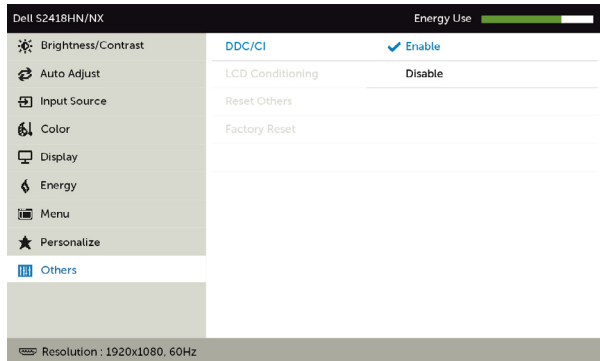 Dell S2418HN/NX
Energy Use
Brightness/Contrast
DDC/CI
Enable
Auto Adjust
LCD Conditioning
Disable
Input Source
Reset Others
Color
Factory Reset
Display
Energy
Menu
Personalize
Others
Resolution : 1920x1080, 60Hz